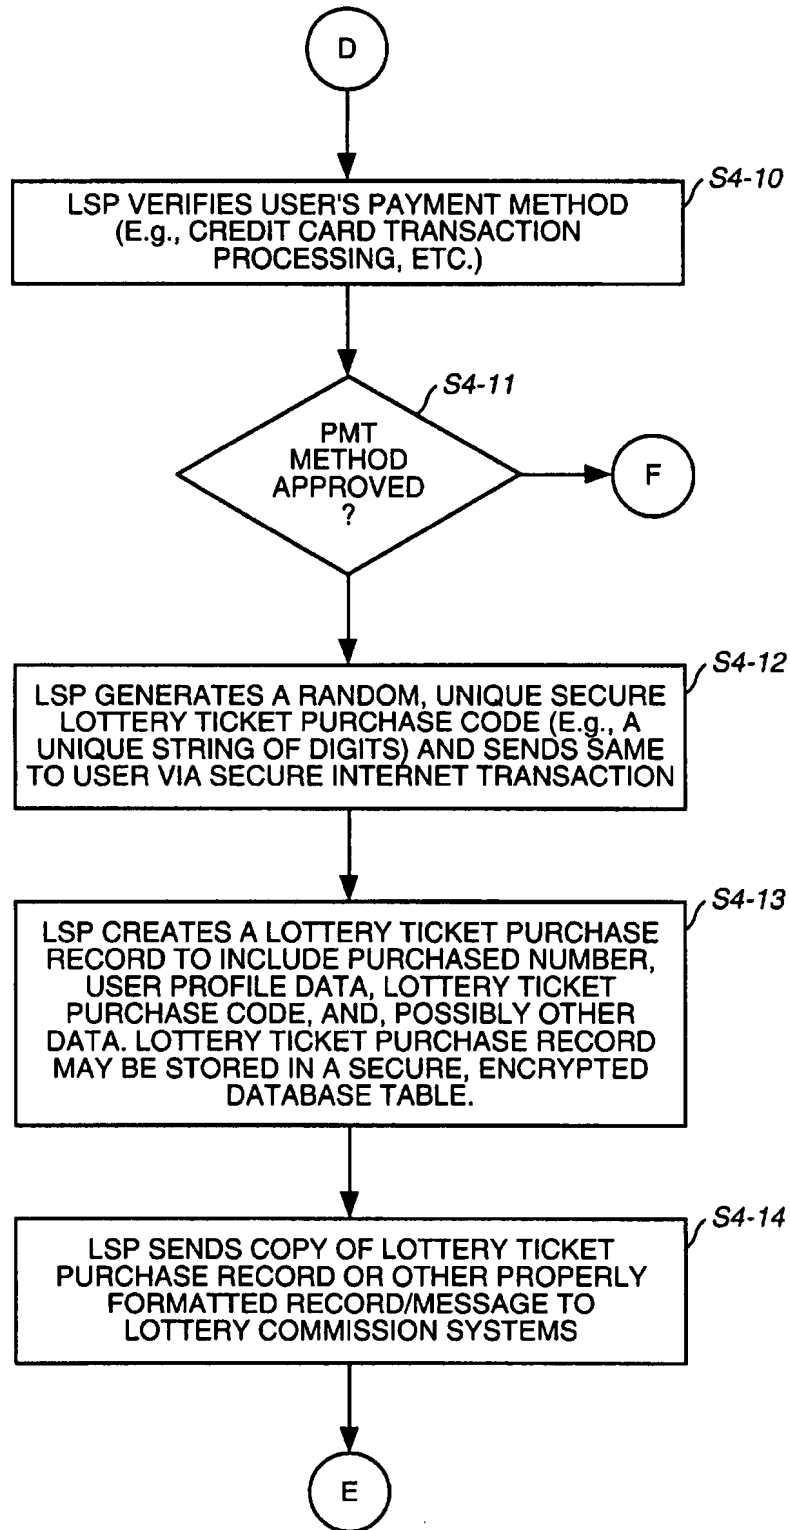 D
S4-10
LSP VERIFIES USER'S PAYMENT METHOD
(E.g., CREDIT CARD TRANSACTION
PROCESSING, ETC.)
S4-11
PMT
METHOD
APPROVED
?
F
S4-12
LSP GENERATES A RANDOM, UNIQUE SECURE
LOTTERY TICKET PURCHASE CODE (E.g., A
UNIQUE STRING OF DIGITS) AND SENDS SAME
TO USER VIA SECURE INTERNET TRANSACTION
S4-13
LSP CREATES A LOTTERY TICKET PURCHASE
RECORD TO INCLUDE PURCHASED NUMBER,
USER PROFILE DATA, LOTTERY TICKET
PURCHASE CODE, AND, POSSIBLY OTHER
DATA. LOTTERY TICKET PURCHASE RECORD
MAY BE STORED IN A SECURE, ENCRYPTED
DATABASE TABLE.
S4-14
LSP SENDS COPY OF LOTTERY TICKET
PURCHASE RECORD OR OTHER PROPERLY
FORMATTED RECORD/MESSAGE TO
LOTTERY COMMISSION SYSTEMS
E